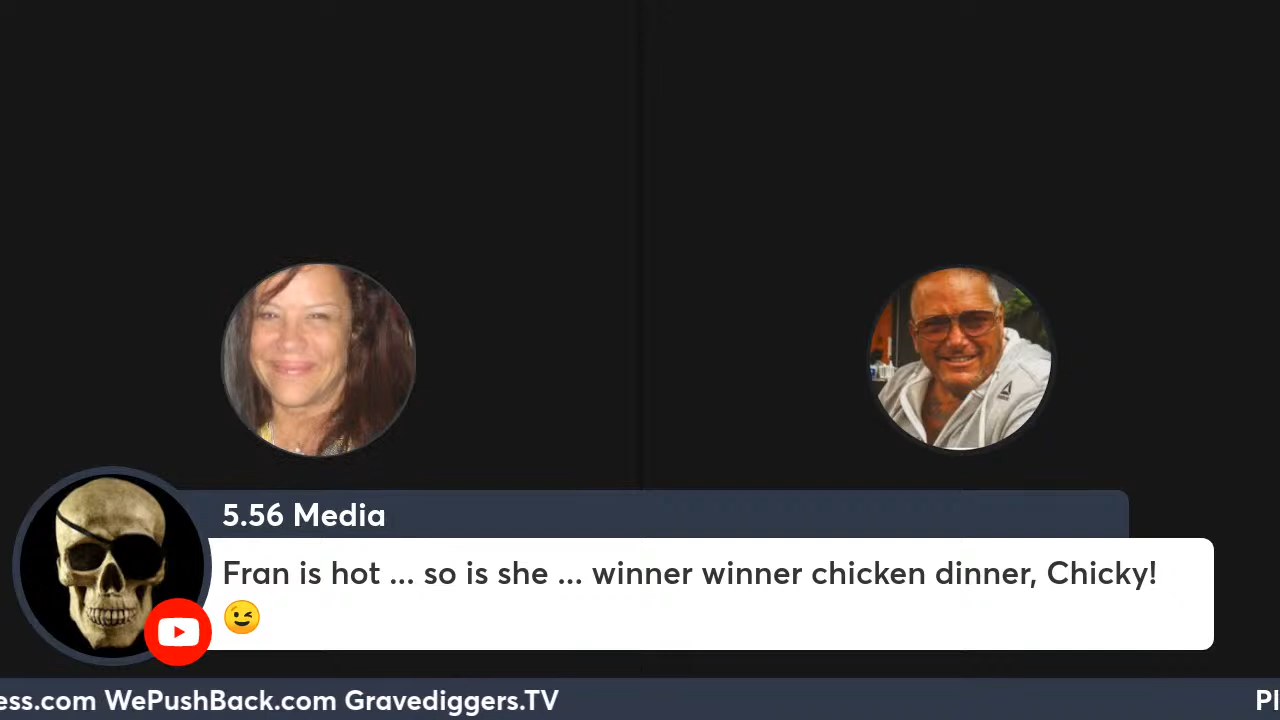 5.56 Media
Fran is hot ... so is she ... winner winner chicken dinner, Chicky!
😉
ess.com WePushBack.com Gravediggers.TV Pl